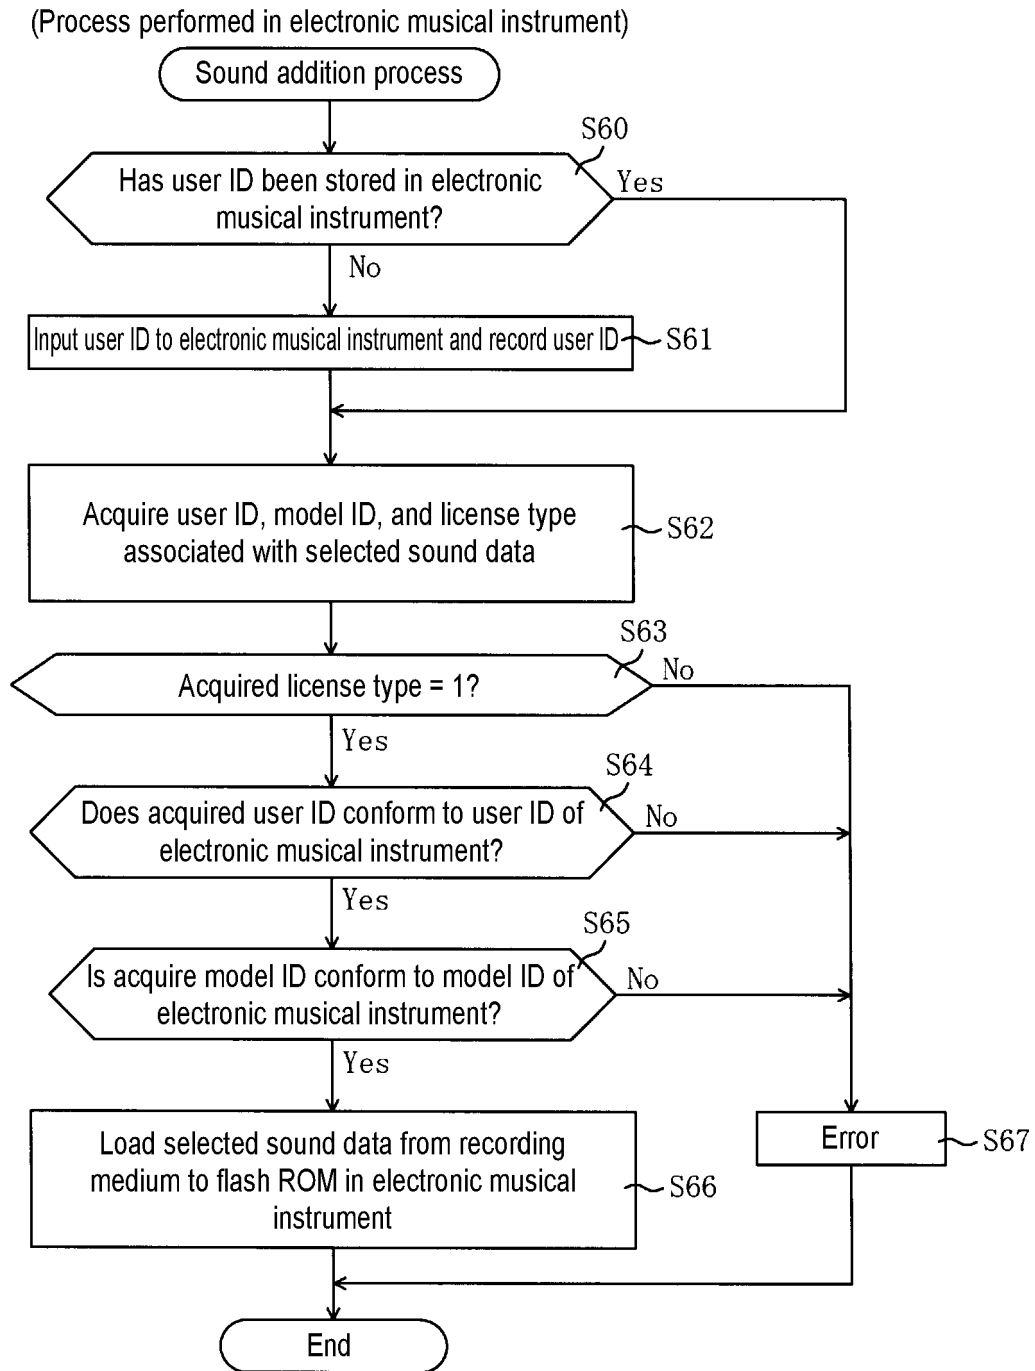 (Process performed in electronic musical instrument)
Sound addition process
S60
Has user ID been stored in electronic
musical instrument?
Yes
No
Input user ID to electronic musical instrument and record user ID
S61
Acquire user ID, model ID, and license type
associated with selected sound data
S62
S63
Acquired license type = 1?
No
Yes
S64
Does acquired user ID conform to user ID of
electronic musical instrument?
No
Yes
S65
Is acquire model ID conform to model ID of
electronic musical instrument?
No
Yes
Load selected sound data from recording
medium to flash ROM in electronic musical
instrument
S66
Error
S67
End